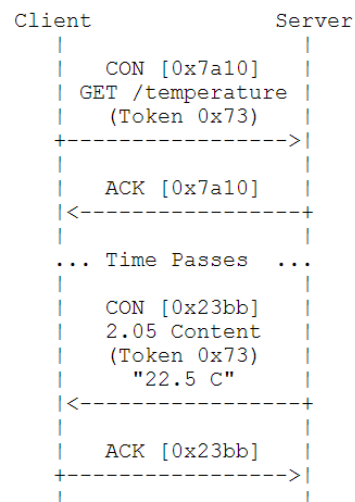 Client Server
CON [0x7a10]
GET /temperature
(Token 0x73)
ACK [0x7a10]
... Time Passes ...
CON [0x23bb]
2.05 Content
(Token 0x73)
"22.5 C"
ACK [0x23bb]